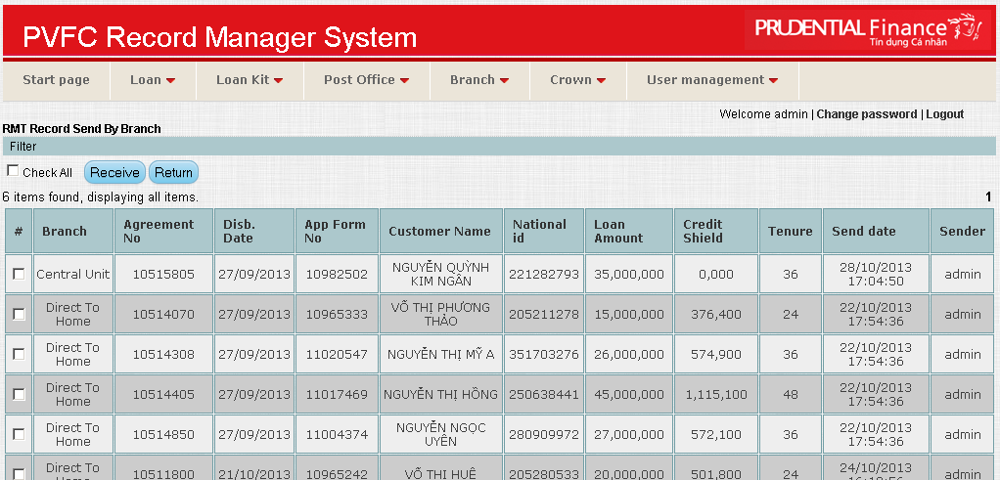 PVFC Record Manager System
PRUDENTIAL Finance
Tín dụng Cá nhân
Start page Loan Loan Kit Post Office Branch Crown User management
Welcome admin | Change password | Logout
RMT Record Send By Branch
Filter
Check All Receive Return
6 items found, displaying all items. 1
# Branch Agreement No Disb. Date App Form No Customer Name National id Loan Amount Credit Shield Tenure Send date Sender
Central Unit 10515805 27/09/2013 10982502 NGUYỄN QUỲNH KIM NGÂN 221282793 35,000,000 0,000 36 28/10/2013 17:04:50 admin
Direct To Home 10514070 27/09/2013 10965333 VÕ THỊ PHƯƠNG THẢO 205211278 15,000,000 376,400 24 22/10/2013 17:54:36 admin
Direct To Home 10514308 27/09/2013 11020547 NGUYỄN THỊ MỸ A 351703276 26,000,000 574,900 36 22/10/2013 17:54:36 admin
Direct To Home 10514405 27/09/2013 11017469 NGUYỄN THỊ HỒNG 250638441 45,000,000 1,115,100 48 22/10/2013 17:54:36 admin
Direct To Home 10514850 27/09/2013 11004374 NGUYỄN NGỌC UYÊN 280909972 27,000,000 572,100 36 22/10/2013 17:54:36 admin
Direct To Home 10511800 21/10/2013 10965242 VÕ THỊ HUÊ 205280533 20,000,000 501,800 24 24/10/2013 admin